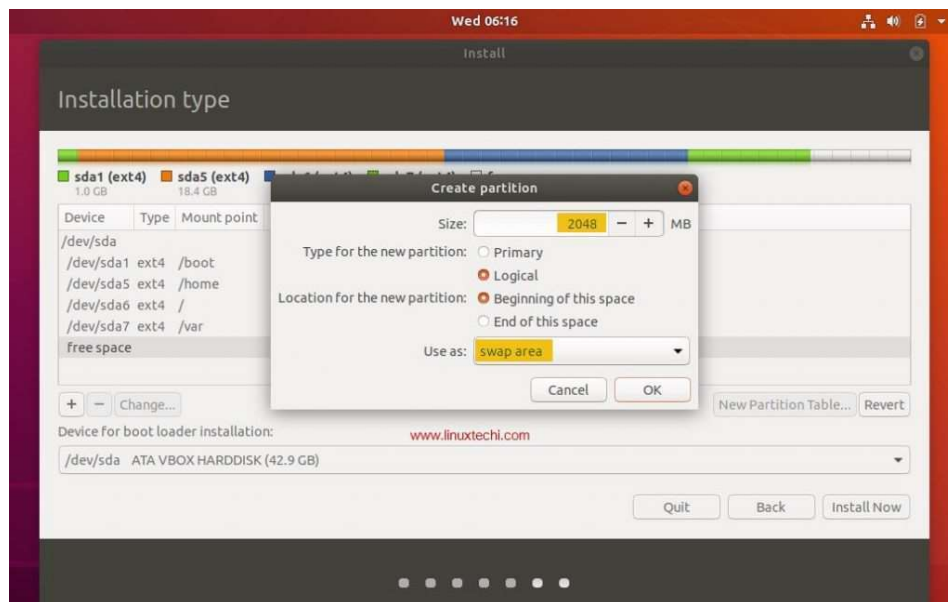 Wed 06:16
Install
Installation type
sda1 (ext4) sda5 (ext4)
1.0 GB 18.4 GB
Create partition
Size: 2048 − + MB
Type for the new partition: Primary
Logical
Location for the new partition: Beginning of this space
End of this space
Use as: swap area
Cancel OK
Device Type Mount point
/dev/sda
/dev/sda1 ext4 /boot
/dev/sda5 ext4 /home
/dev/sda6 ext4 /
/dev/sda7 ext4 /var
free space
+ − Change... New Partition Table... Revert
Device for boot loader installation:
www.linuxtechi.com
/dev/sda ATA VBOX HARDDISK (42.9 GB)
Quit Back Install Now